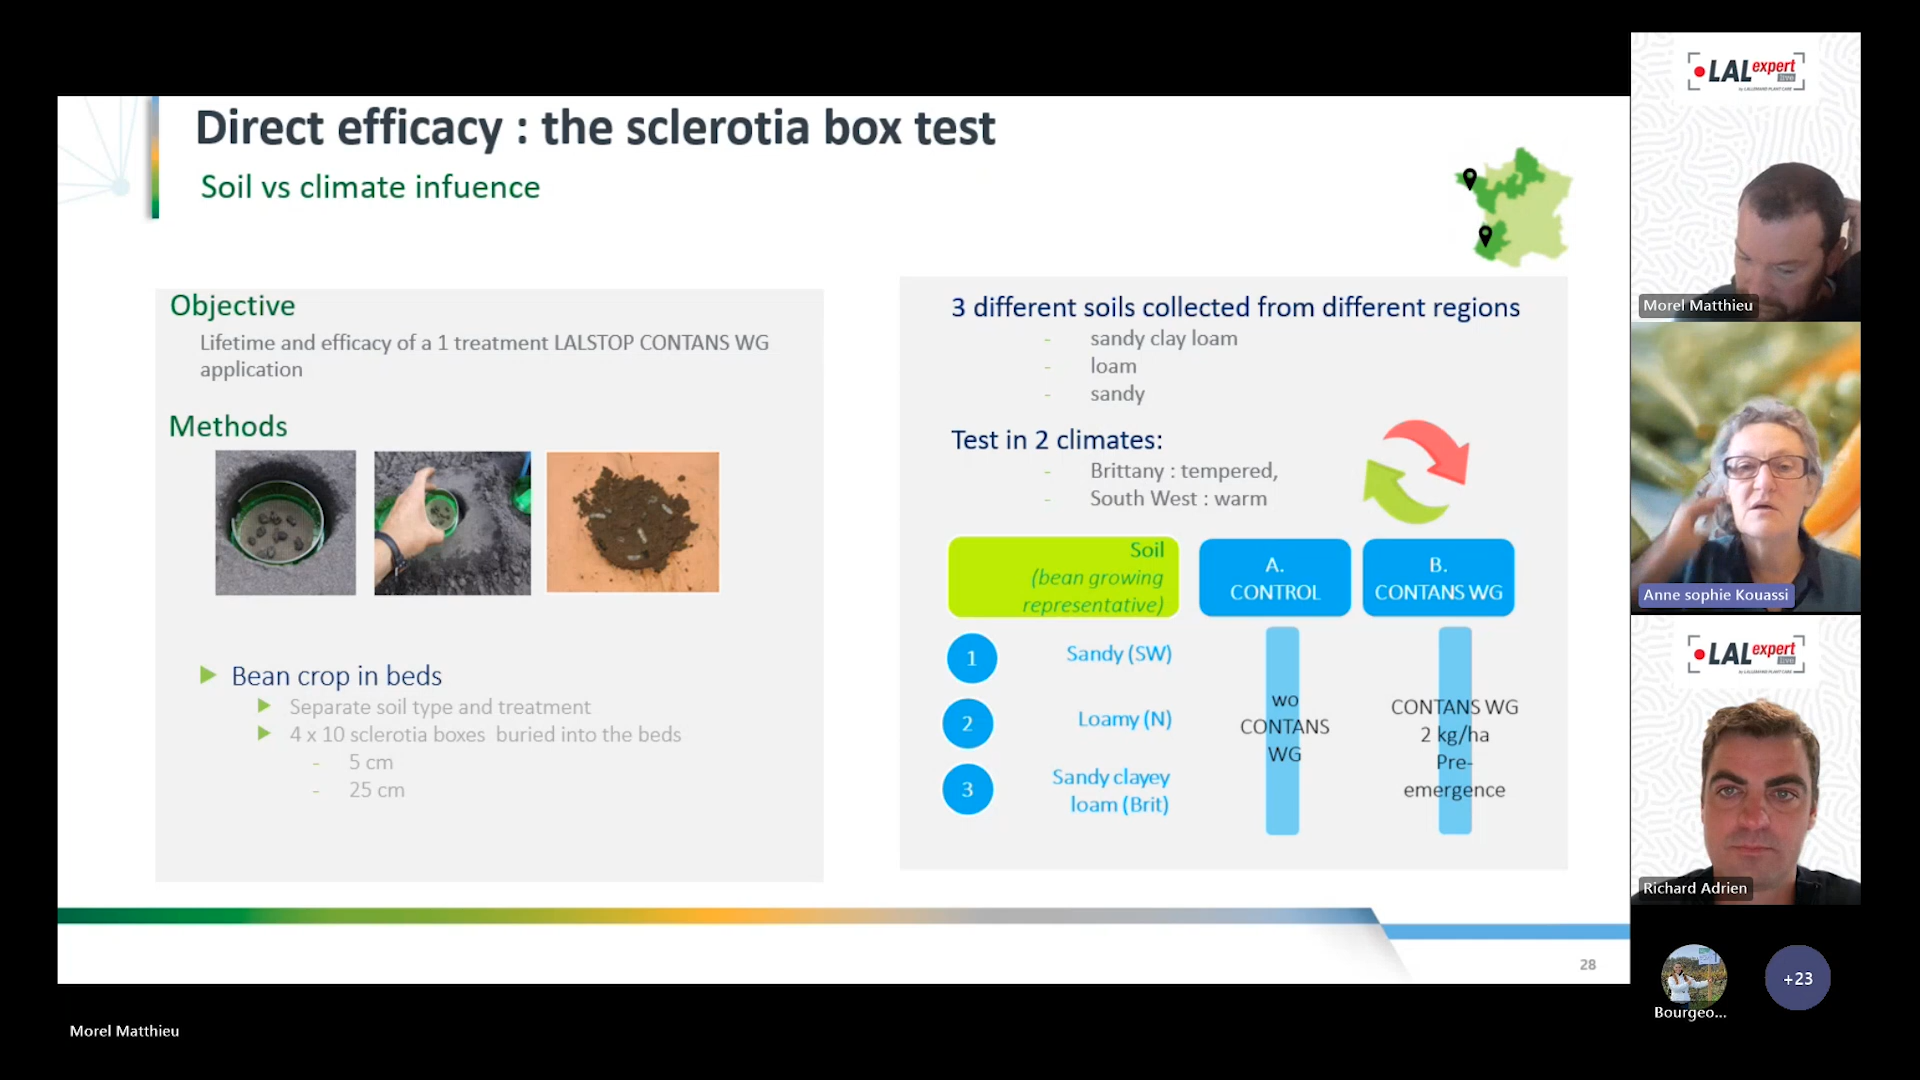 Direct efficacy : the sclerotia box test
Soil vs climate infuence
Objective
Lifetime and efficacy of a 1 treatment LALSTOP CONTANS WG
application
Methods
Bean crop in beds
Separate soil type and treatment
4 x 10 sclerotia boxes buried into the beds
- 5 cm
- 25 cm
3 different soils collected from different regions
- sandy clay loam
- loam
- sandy
Test in 2 climates:
- Brittany : tempered,
- South West : warm
Soil
(bean growing
representative)
A.
CONTROL
B.
CONTANS WG
1
Sandy (SW)
2
Loamy (N)
3
Sandy clayey
loam (Brit)
wo
CONTANS
WG
CONTANS WG
2 kg/ha
Pre-
emergence
28
Morel Matthieu
LALexpert
live
Morel Matthieu
Anne sophie Kouassi
LALexpert
live
Richard Adrien
Bourgeo...
+23